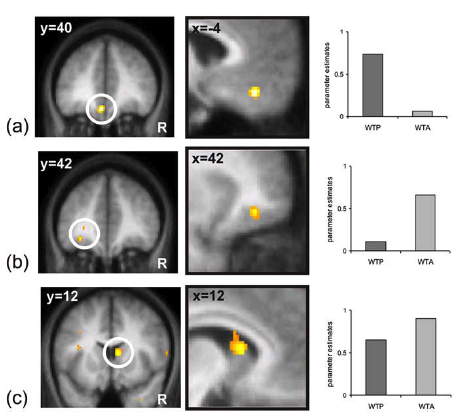 y=40
x=-4
R
(a)
parameter estimates
1
0.5
0
WTP
WTA
y=42
x=42
R
(b)
parameter estimates
1
0.5
0
WTP
WTA
y=12
x=12
R
(c)
parameter estimates
1
0.5
0
WTP
WTA